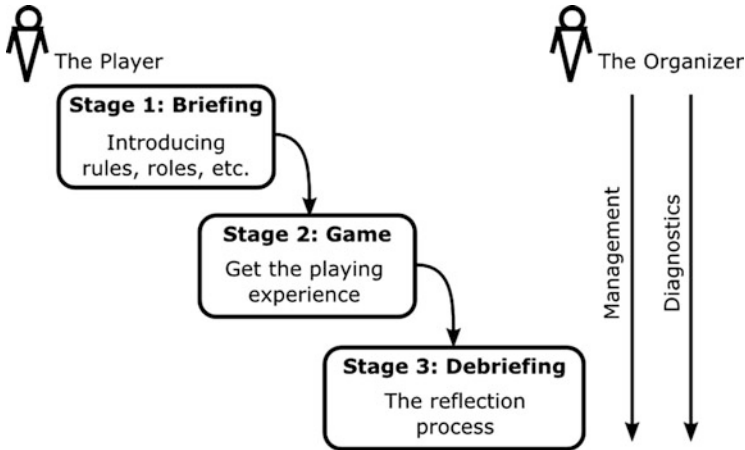 The Player
The Organizer
Stage 1: Briefing
Introducing
rules, roles, etc.
Stage 2: Game
Get the playing
experience
Stage 3: Debriefing
The reflection
process
Management
Diagnostics